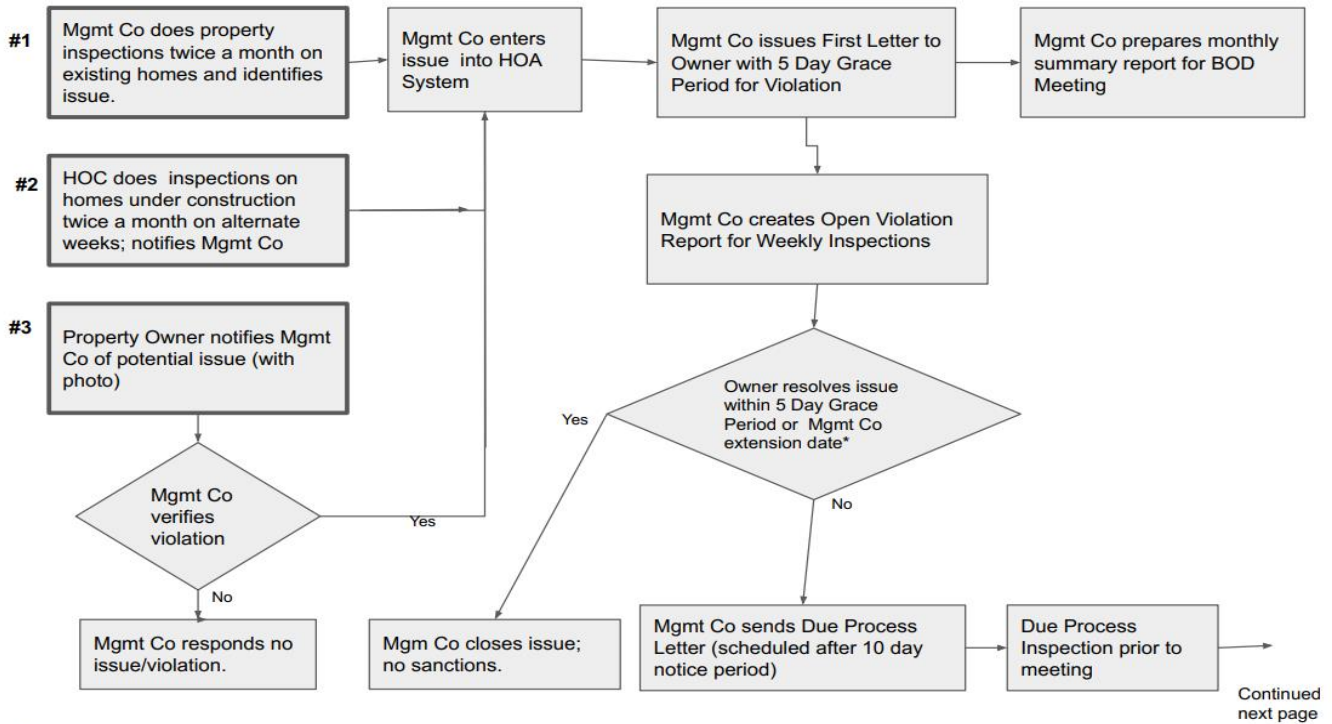 #1
Mgmt Co does property
inspections twice a month on
existing homes and identifies
issue.
Mgmt Co enters
issue into HOA
System
Mgmt Co issues First Letter to
Owner with 5 Day Grace
Period for Violation
Mgmt Co prepares monthly
summary report for BOD
Meeting
#2
HOC does inspections on
homes under construction
twice a month on alternate
weeks; notifies Mgmt Co
Mgmt Co creates Open Violation
Report for Weekly Inspections
#3
Property Owner notifies Mgmt
Co of potential issue (with
photo)
Owner resolves issue
within 5 Day Grace
Period or Mgmt Co
extension date*
Yes
No
Mgmt Co
verifies
violation
Yes
No
Mgmt Co responds no
issue/violation.
Mgm Co closes issue;
no sanctions.
Mgmt Co sends Due Process
Letter (scheduled after 10 day
notice period)
Due Process
Inspection prior to
meeting
Continued
next page